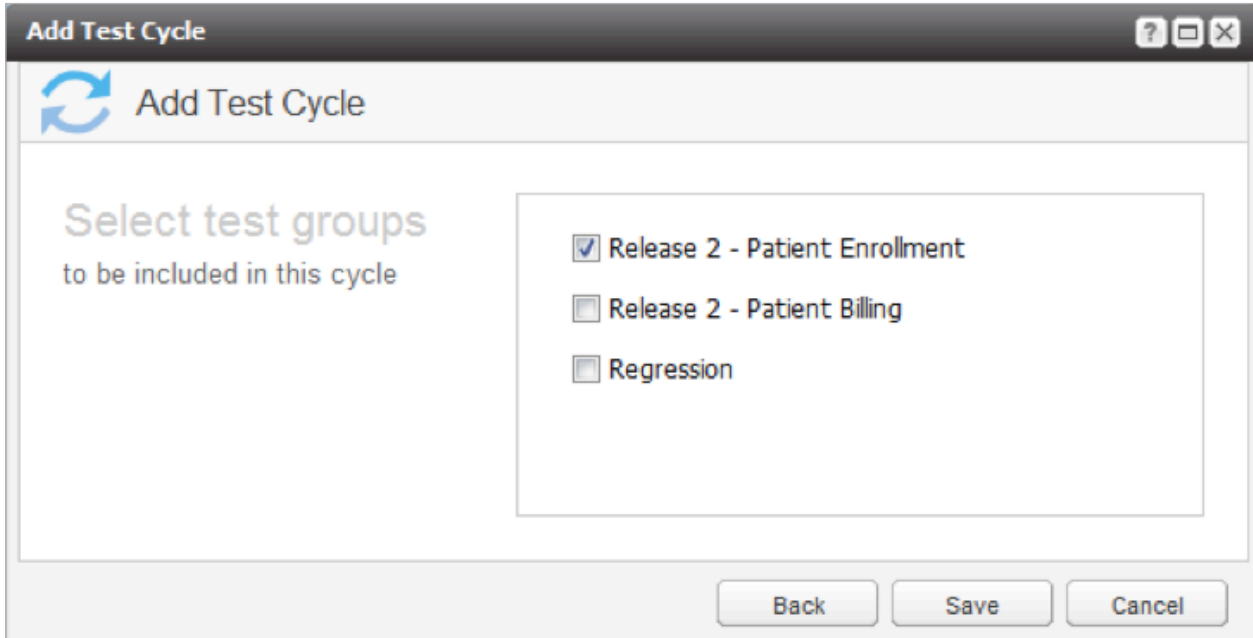 Add Test Cycle
Add Test Cycle
Select test groups
to be included in this cycle
Release 2 - Patient Enrollment
Release 2 - Patient Billing
Regression
Back Save Cancel